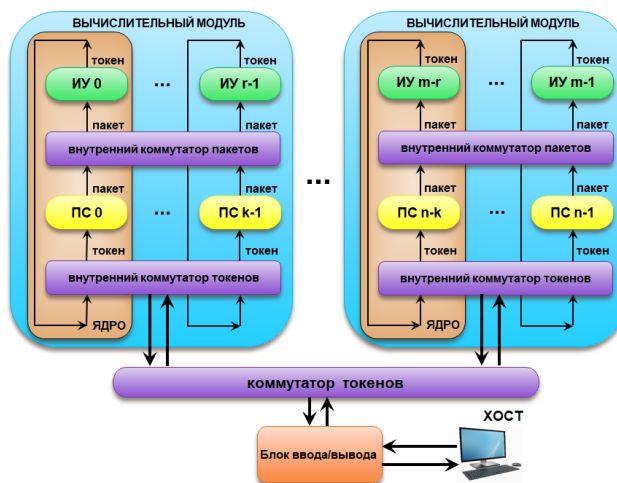 ВЫЧИСЛИТЕЛЬНЫЙ МОДУЛЬ
токен
токен
ИУ 0
...
ИУ r-1
пакет
пакет
внутренний коммутатор пакетов
пакет
пакет
ПС 0
...
ПС k-1
токен
токен
внутренний коммутатор токенов
ЯДРО
...
ВЫЧИСЛИТЕЛЬНЫЙ МОДУЛЬ
токен
токен
ИУ m-r
...
ИУ m-1
пакет
пакет
внутренний коммутатор пакетов
пакет
пакет
ПС n-k
...
ПС n-1
токен
токен
внутренний коммутатор токенов
ЯДРО
коммутатор токенов
ХОСТ
Блок ввода/вывода